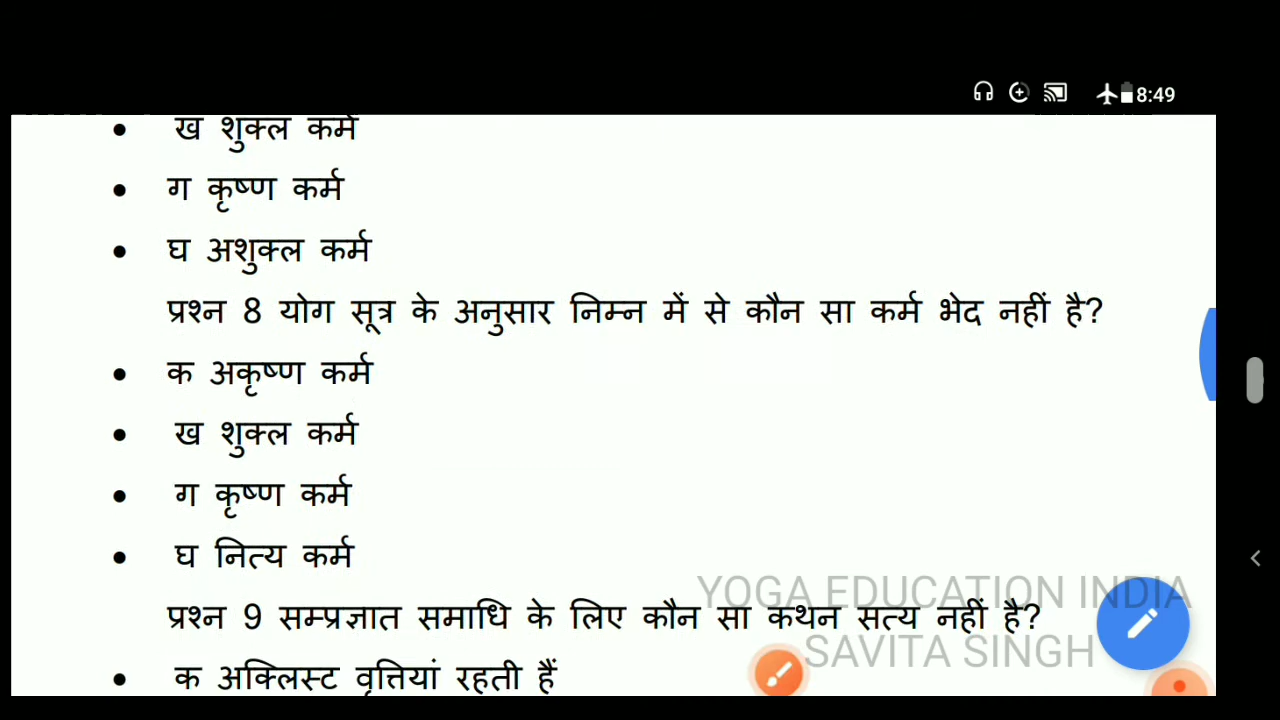 8:49
• ख शुक्ल कर्म
• ग कृष्ण कर्म
• घ अशुक्ल कर्म
प्रश्न 8 योग सूत्र के अनुसार निम्न में से कौन सा कर्म भेद नहीं है?
• क अकृष्ण कर्म
• ख शुक्ल कर्म
• ग कृष्ण कर्म
• घ नित्य कर्म
YOGA EDUCATION INDIA
प्रश्न 9 सम्प्रज्ञात समाधि के लिए कौन सा कथन सत्य नहीं है?
SAVITA SINGH
• क अक्लिस्ट वृत्तियां रहती हैं